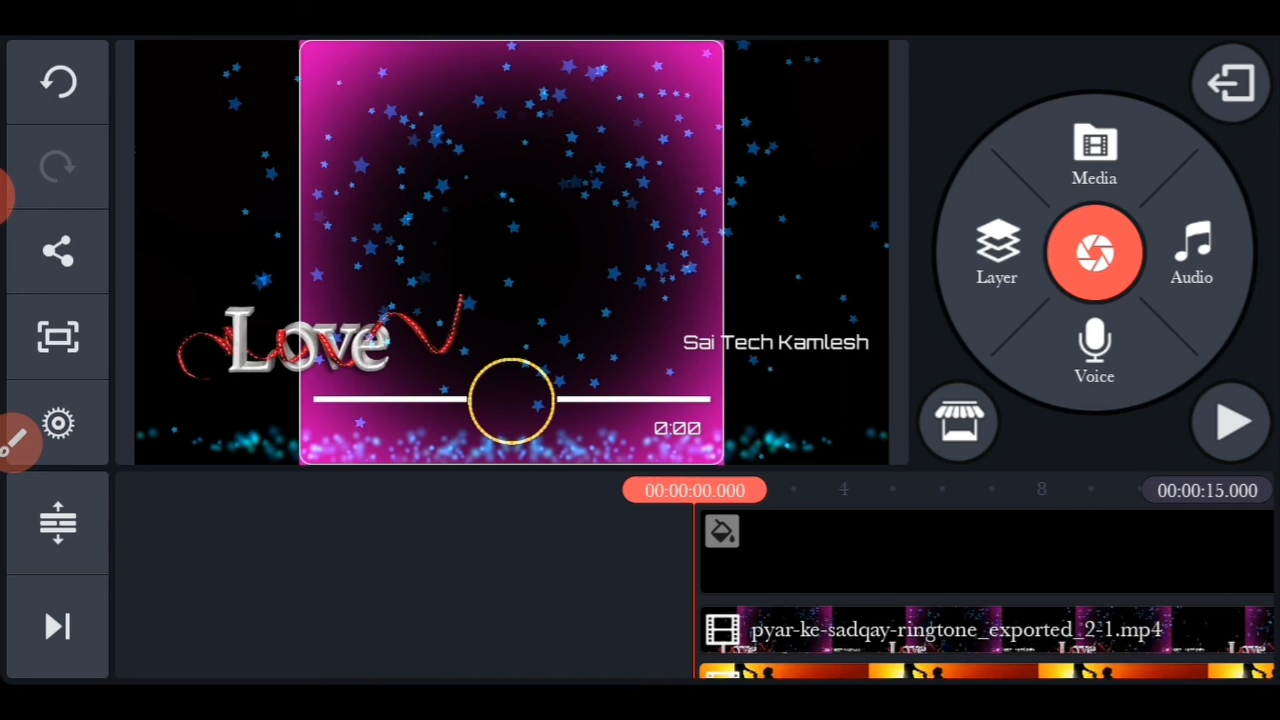 Media
Layer
Audio
Voice
Love
Sai Tech Kamlesh
0:00
00:00:00.000
4
8
00:00:15.000
pyar-ke-sadqay-ringtone_exported_2-1.mp4